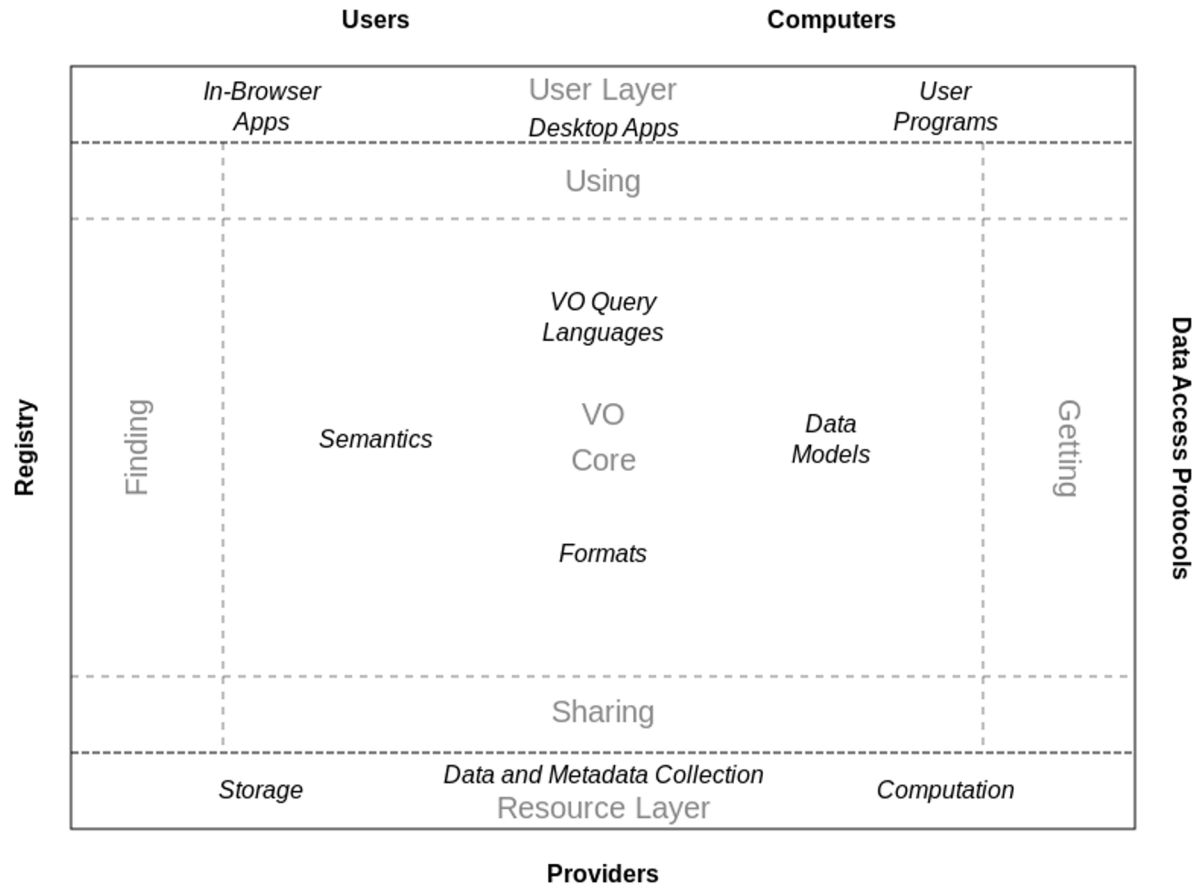 Users
Computers
In-Browser
Apps
User Layer
Desktop Apps
User
Programs
Using
VO Query
Languages
Registry
Finding
Semantics
VO
Core
Data
Models
Getting
Data Access Protocols
Formats
Sharing
Storage
Data and Metadata Collection
Resource Layer
Computation
Providers